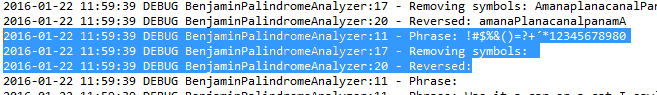 2016-01-22 11:59:39 DEBUG BenjaminPalindromeAnalyzer:17 - Removing symbols: AmanaplanacanalPan
2016-01-22 11:59:39 DEBUG BenjaminPalindromeAnalyzer:20 - Reversed: amanaPlanacanalpanamA
2016-01-22 11:59:39 DEBUG BenjaminPalindromeAnalyzer:11 - Phrase: !#$%&()=?+´*12345678980
2016-01-22 11:59:39 DEBUG BenjaminPalindromeAnalyzer:17 - Removing symbols:
2016-01-22 11:59:39 DEBUG BenjaminPalindromeAnalyzer:20 - Reversed:
2016-01-22 11:59:39 DEBUG BenjaminPalindromeAnalyzer:11 - Phrase: